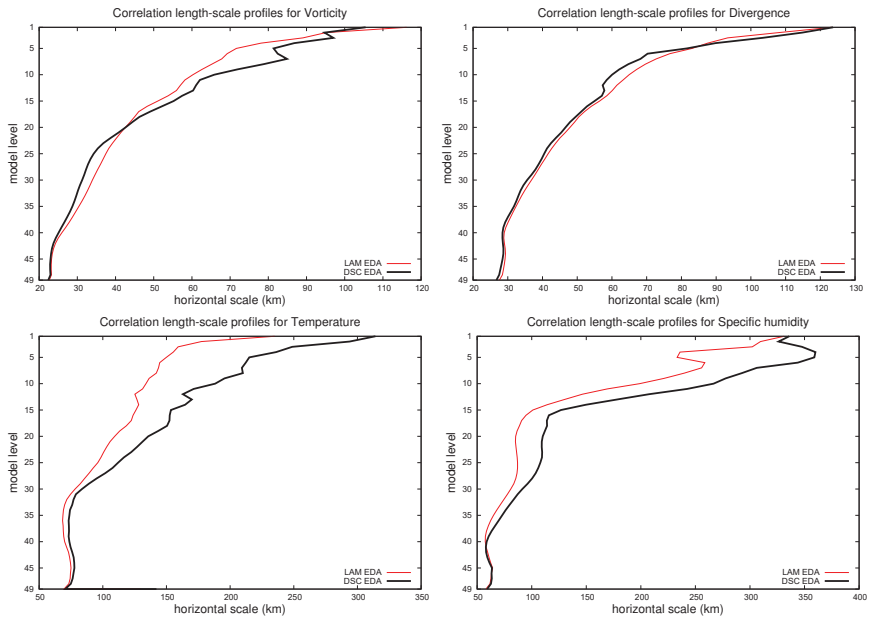 Correlation length-scale profiles for Vorticity
1
5
10
15
20
25
30
35
40
45
49
model level
LAM EDA
DSC EDA
20 30 40 50 60 70 80 90 100 110 120
horizontal scale (km)
Correlation length-scale profiles for Divergence
1
5
10
15
20
25
30
35
40
45
49
model level
LAM EDA
DSC EDA
20 30 40 50 60 70 80 90 100 110 120 130
horizontal scale (km)
Correlation length-scale profiles for Temperature
1
5
10
15
20
25
30
35
40
45
49
model level
LAM EDA
DSC EDA
50 100 150 200 250 300 350
horizontal scale (km)
Correlation length-scale profiles for Specific humidity
1
5
10
15
20
25
30
35
40
45
49
model level
LAM EDA
DSC EDA
50 100 150 200 250 300 350 400
horizontal scale (km)